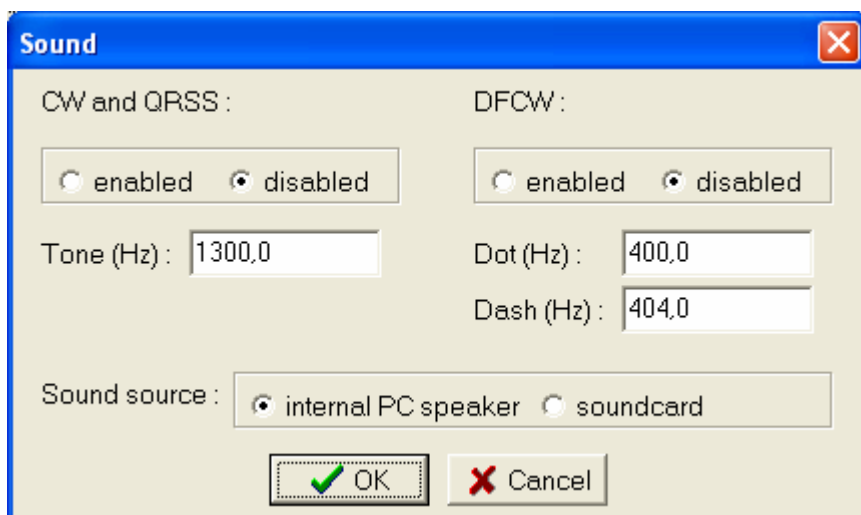 Sound
CW and QRSS : DFCW :
enabled disabled enabled disabled
Tone (Hz) : 1300,0 Dot (Hz) : 400,0
Dash (Hz) : 404,0
Sound source : internal PC speaker soundcard
OK Cancel